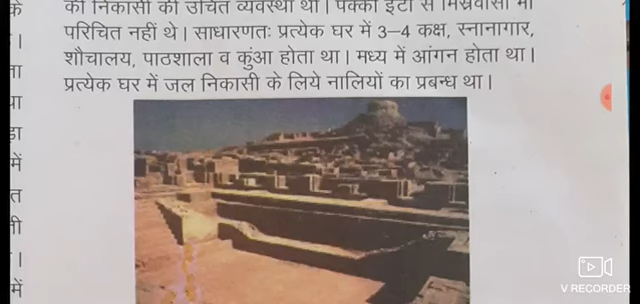 की निकासी की उचित व्यवस्था थी। पक्की ईंटों से मिस्रवासी भी
परिचित नहीं थे। साधारणतः प्रत्येक घर में 3–4 कक्ष, स्नानागार,
शौचालय, पाठशाला व कुंआ होता था। मध्य में आंगन होता था।
प्रत्येक घर में जल निकासी के लिये नालियों का प्रबन्ध था।
के
।
ता
या
में
त
ती
।
में
V RECORDER